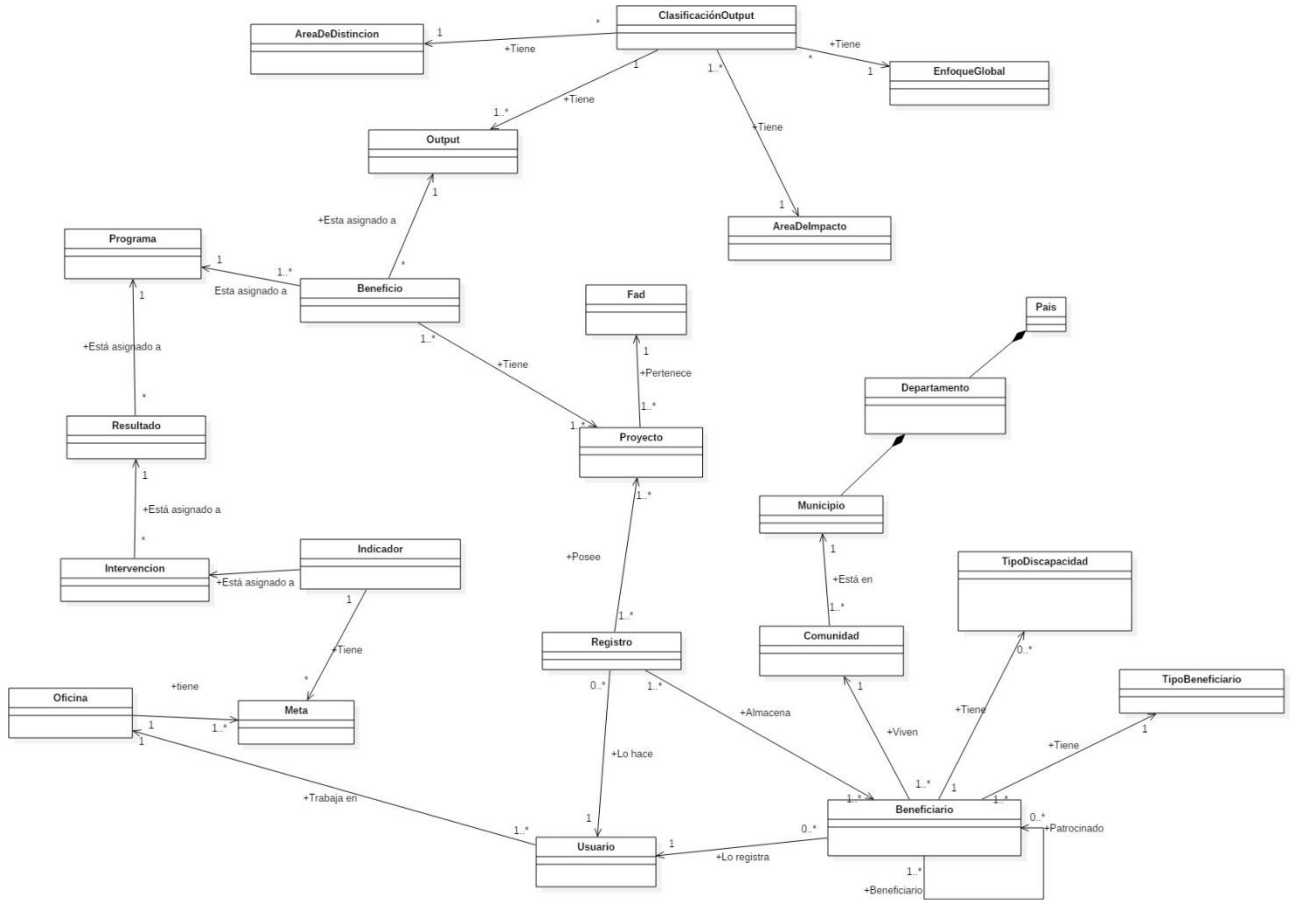 ClasificaciónOutput
AreaDeDistincion
1
*
+Tiene
+Tiene
*
1
EnfoqueGlobal
1
+Tiene
1..*
1..*
+Tiene
1
Output
1
+Esta asignado a
*
AreaDeImpacto
Programa
1
1..*
Esta asignado a
Beneficio
1
+Está asignado a
*
1..*
+Tiene
1..*
Fad
1
+Pertenece
1..*
Pais
Departamento
Resultado
1
+Está asignado a
*
Proyecto
1..*
+Posee
1..*
Municipio
1
+Está en
1..*
Intervencion
Indicador
+Está asignado a
1
+Tiene
*
TipoDiscapacidad
0..*
+Tiene
1
Registro
0..*
1..*
Comunidad
1
+Viven
1..*
TipoBeneficiario
1
+Tiene
1..*
Oficina
+tiene
1
1..*
1
Meta
+Almacena
1..*
+Lo hace
1
+Trabaja en
1..*
Usuario
1
+Lo registra
0..*
Beneficiario
0..*
+Patrocinado
1..*
+Beneficiario